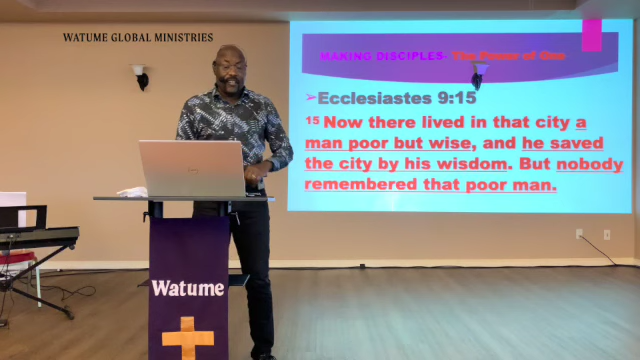 WATUME GLOBAL MINISTRIES
MAKING DISCIPLES- The Power of One
➢Ecclesiastes 9:15
15 Now there lived in that city a
man poor but wise, and he saved
the city by his wisdom. But nobody
remembered that poor man.
Watume